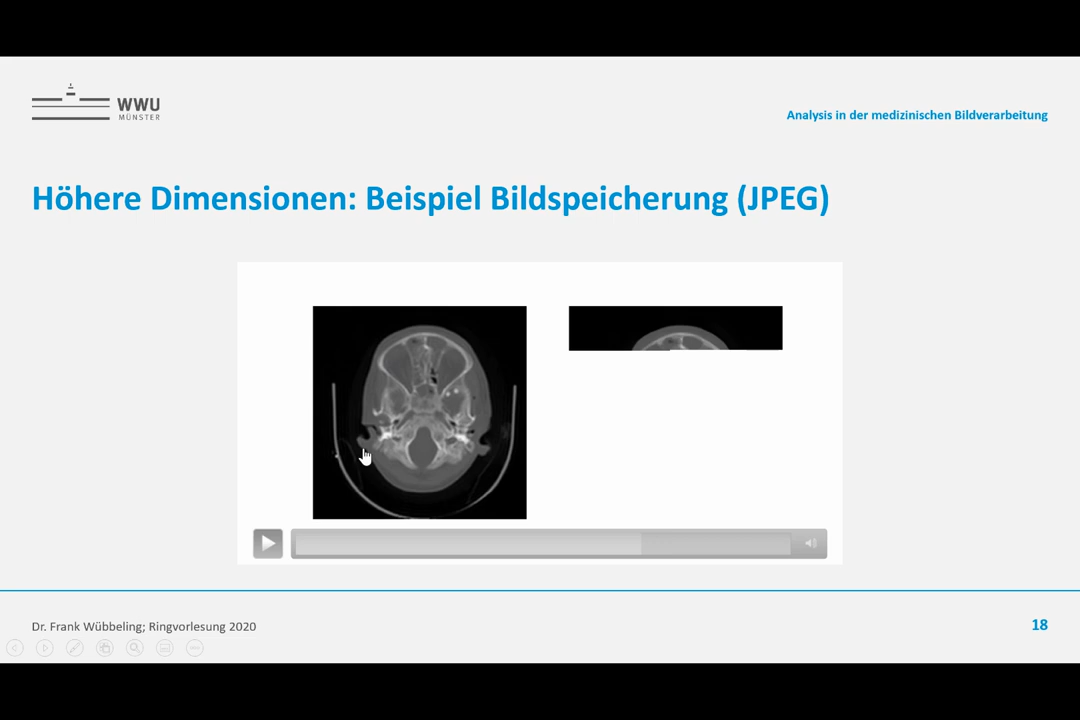 WWU
MÜNSTER
Analysis in der medizinischen Bildverarbeitung
Höhere Dimensionen: Beispiel Bildspeicherung (JPEG)
Dr. Frank Wübbeling; Ringvorlesung 2020
18